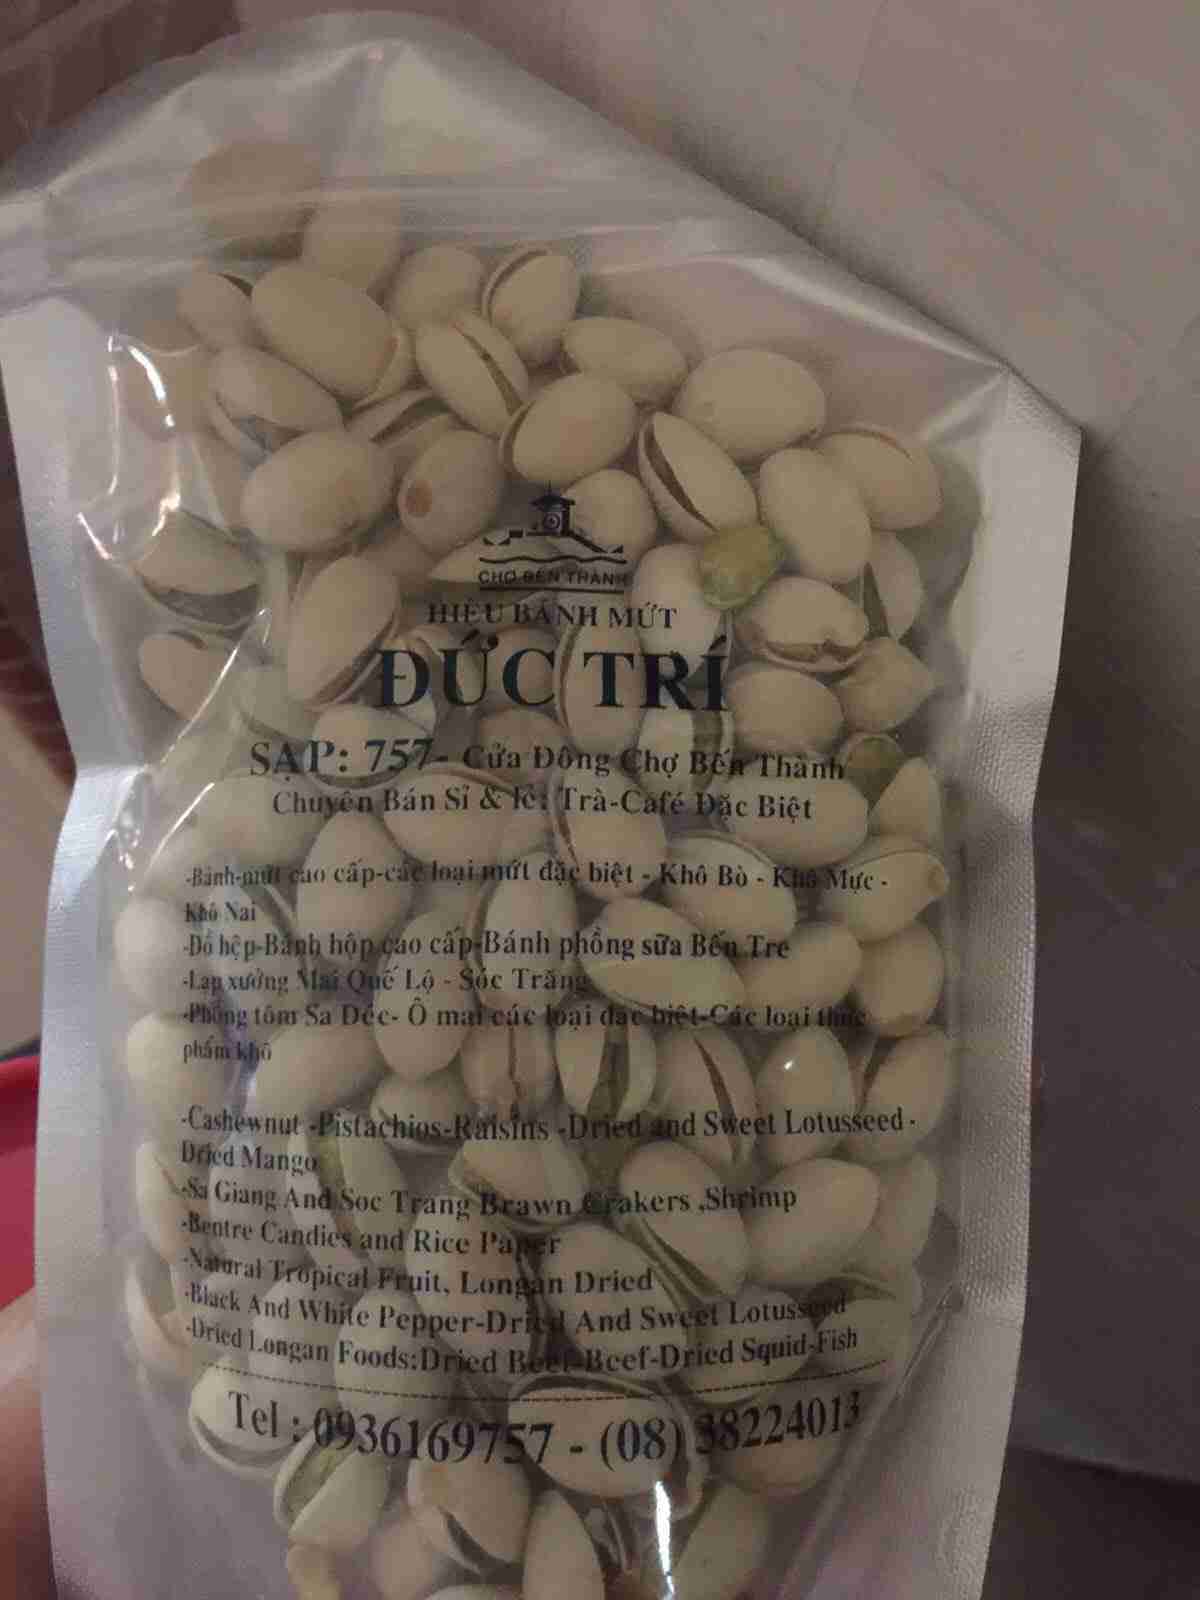 CHỢ BẾN THÀNH
HIỆU BÁNH MỨT
ĐỨC TRÍ
SẠP: 757- Cửa Đông Chợ Bến Thành
Chuyên Bán Sỉ & lẻ: Trà-Café Đặc Biệt
-Bánh-mứt cao cấp-các loại mứt đặc biệt - Khô Bò - Khô Mực -
Khô Nai
-Đồ hộp-Bánh hộp cao cấp-Bánh phồng sữa Bến Tre
-Lạp xưởng Mai Quế Lộ - Sóc Trăng
-Phồng tôm Sa Đéc- Ô mai các loại đặc biệt-Các loại thực
phẩm khô
-Cashewnut -Pistachios-Raisins -Dried and Sweet Lotusseed -
Dried Mango
-Sa Giang And Soc Trang Brawn Crakers ,Shrimp
-Bentre Candies and Rice Paper
-Natural Tropical Fruit, Longan Dried
-Black And White Pepper-Dried And Sweet Lotusseed
-Dried Longan Foods:Dried Beef-Beef-Dried Squid-Fish
Tel : 0936169757 - (08) 38224013